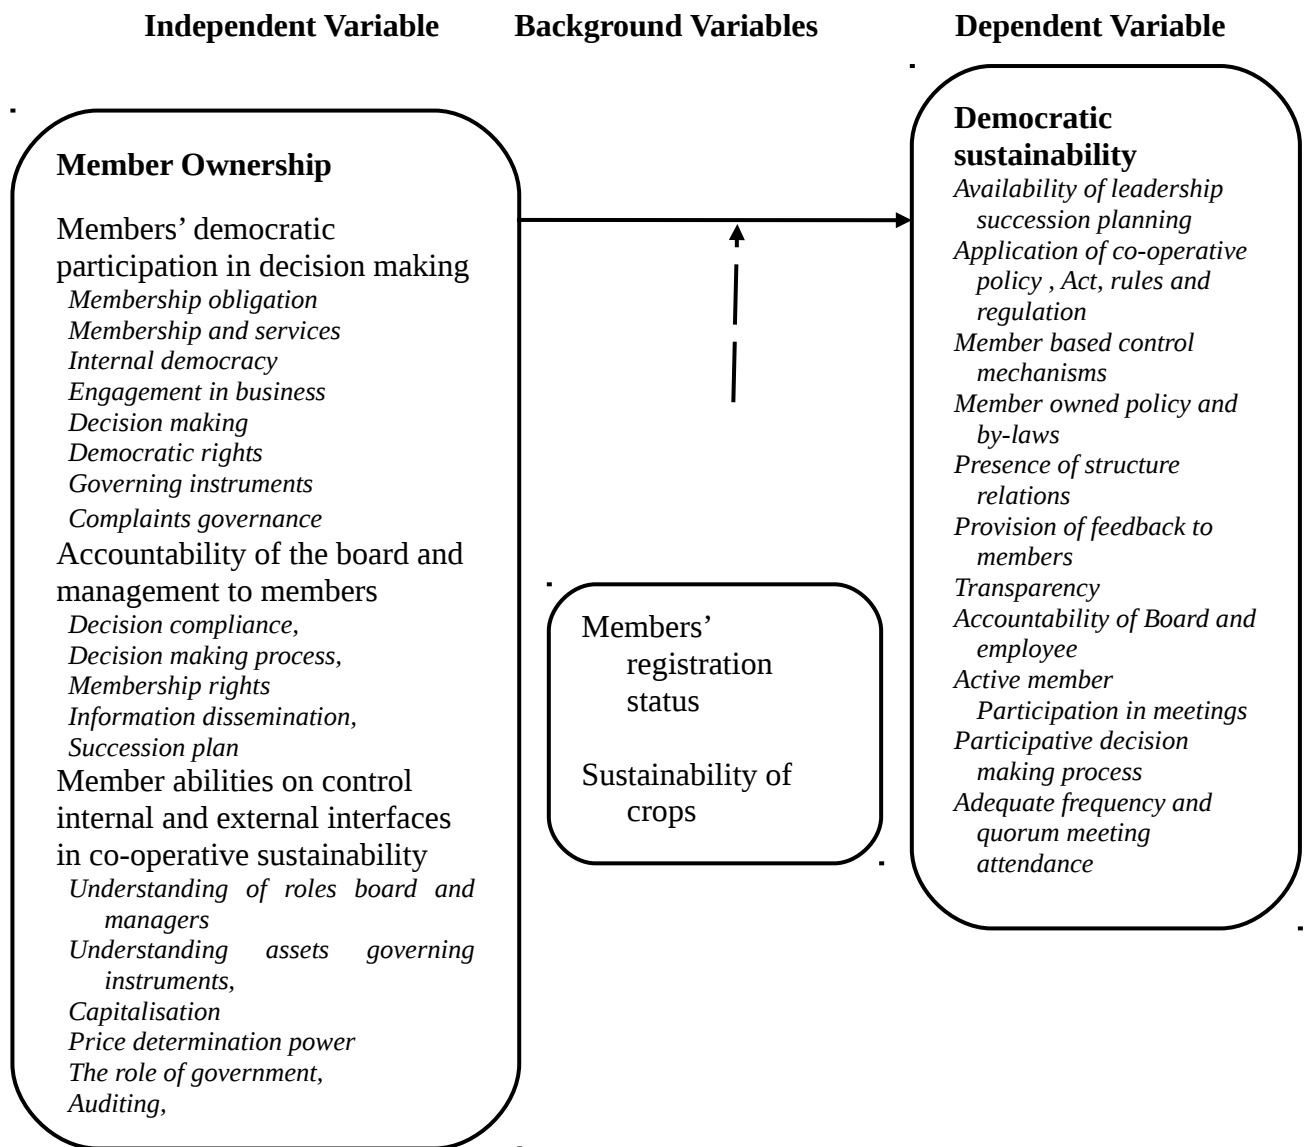 Independent Variable
Background Variables
Dependent Variable
Member Ownership
Members’ democratic
participation in decision making
Membership obligation
Membership and services
Internal democracy
Engagement in business
Decision making
Democratic rights
Governing instruments
Complaints governance
Accountability of the board and
management to members
Decision compliance,
Decision making process,
Membership rights
Information dissemination,
Succession plan
Member abilities on control
internal and external interfaces
in co-operative sustainability
Understanding of roles board and
managers
Understanding assets governing
instruments,
Capitalisation
Price determination power
The role of government,
Auditing,
Members’
registration
status
Sustainability of
crops
Democratic
sustainability
Availability of leadership
succession planning
Application of co-operative
policy , Act, rules and
regulation
Member based control
mechanisms
Member owned policy and
by-laws
Presence of structure
relations
Provision of feedback to
members
Transparency
Accountability of Board and
employee
Active member
Participation in meetings
Participative decision
making process
Adequate frequency and
quorum meeting
attendance